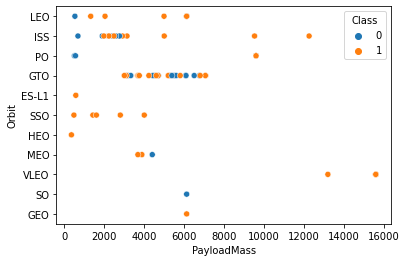 LEO
ISS
PO
GTO
ES-L1
SSO
HEO
MEO
VLEO
SO
GEO
Orbit
Class
0
1
0 2000 4000 6000 8000 10000 12000 14000 16000
PayloadMass